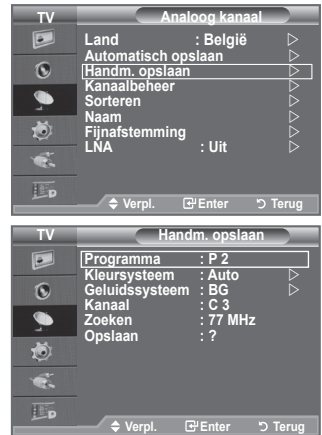 TV Analoog kanaal
Land : België
Automatisch opslaan
Handm. opslaan
Kanaalbeheer
Sorteren
Naam
Fijnafstemming
LNA : Uit
Verpl. Enter Terug
TV Handm. opslaan
Programma : P 2
Kleursysteem : Auto
Geluidssysteem : BG
Kanaal : C 3
Zoeken : 77 MHz
Opslaan : ?
Verpl. Enter Terug